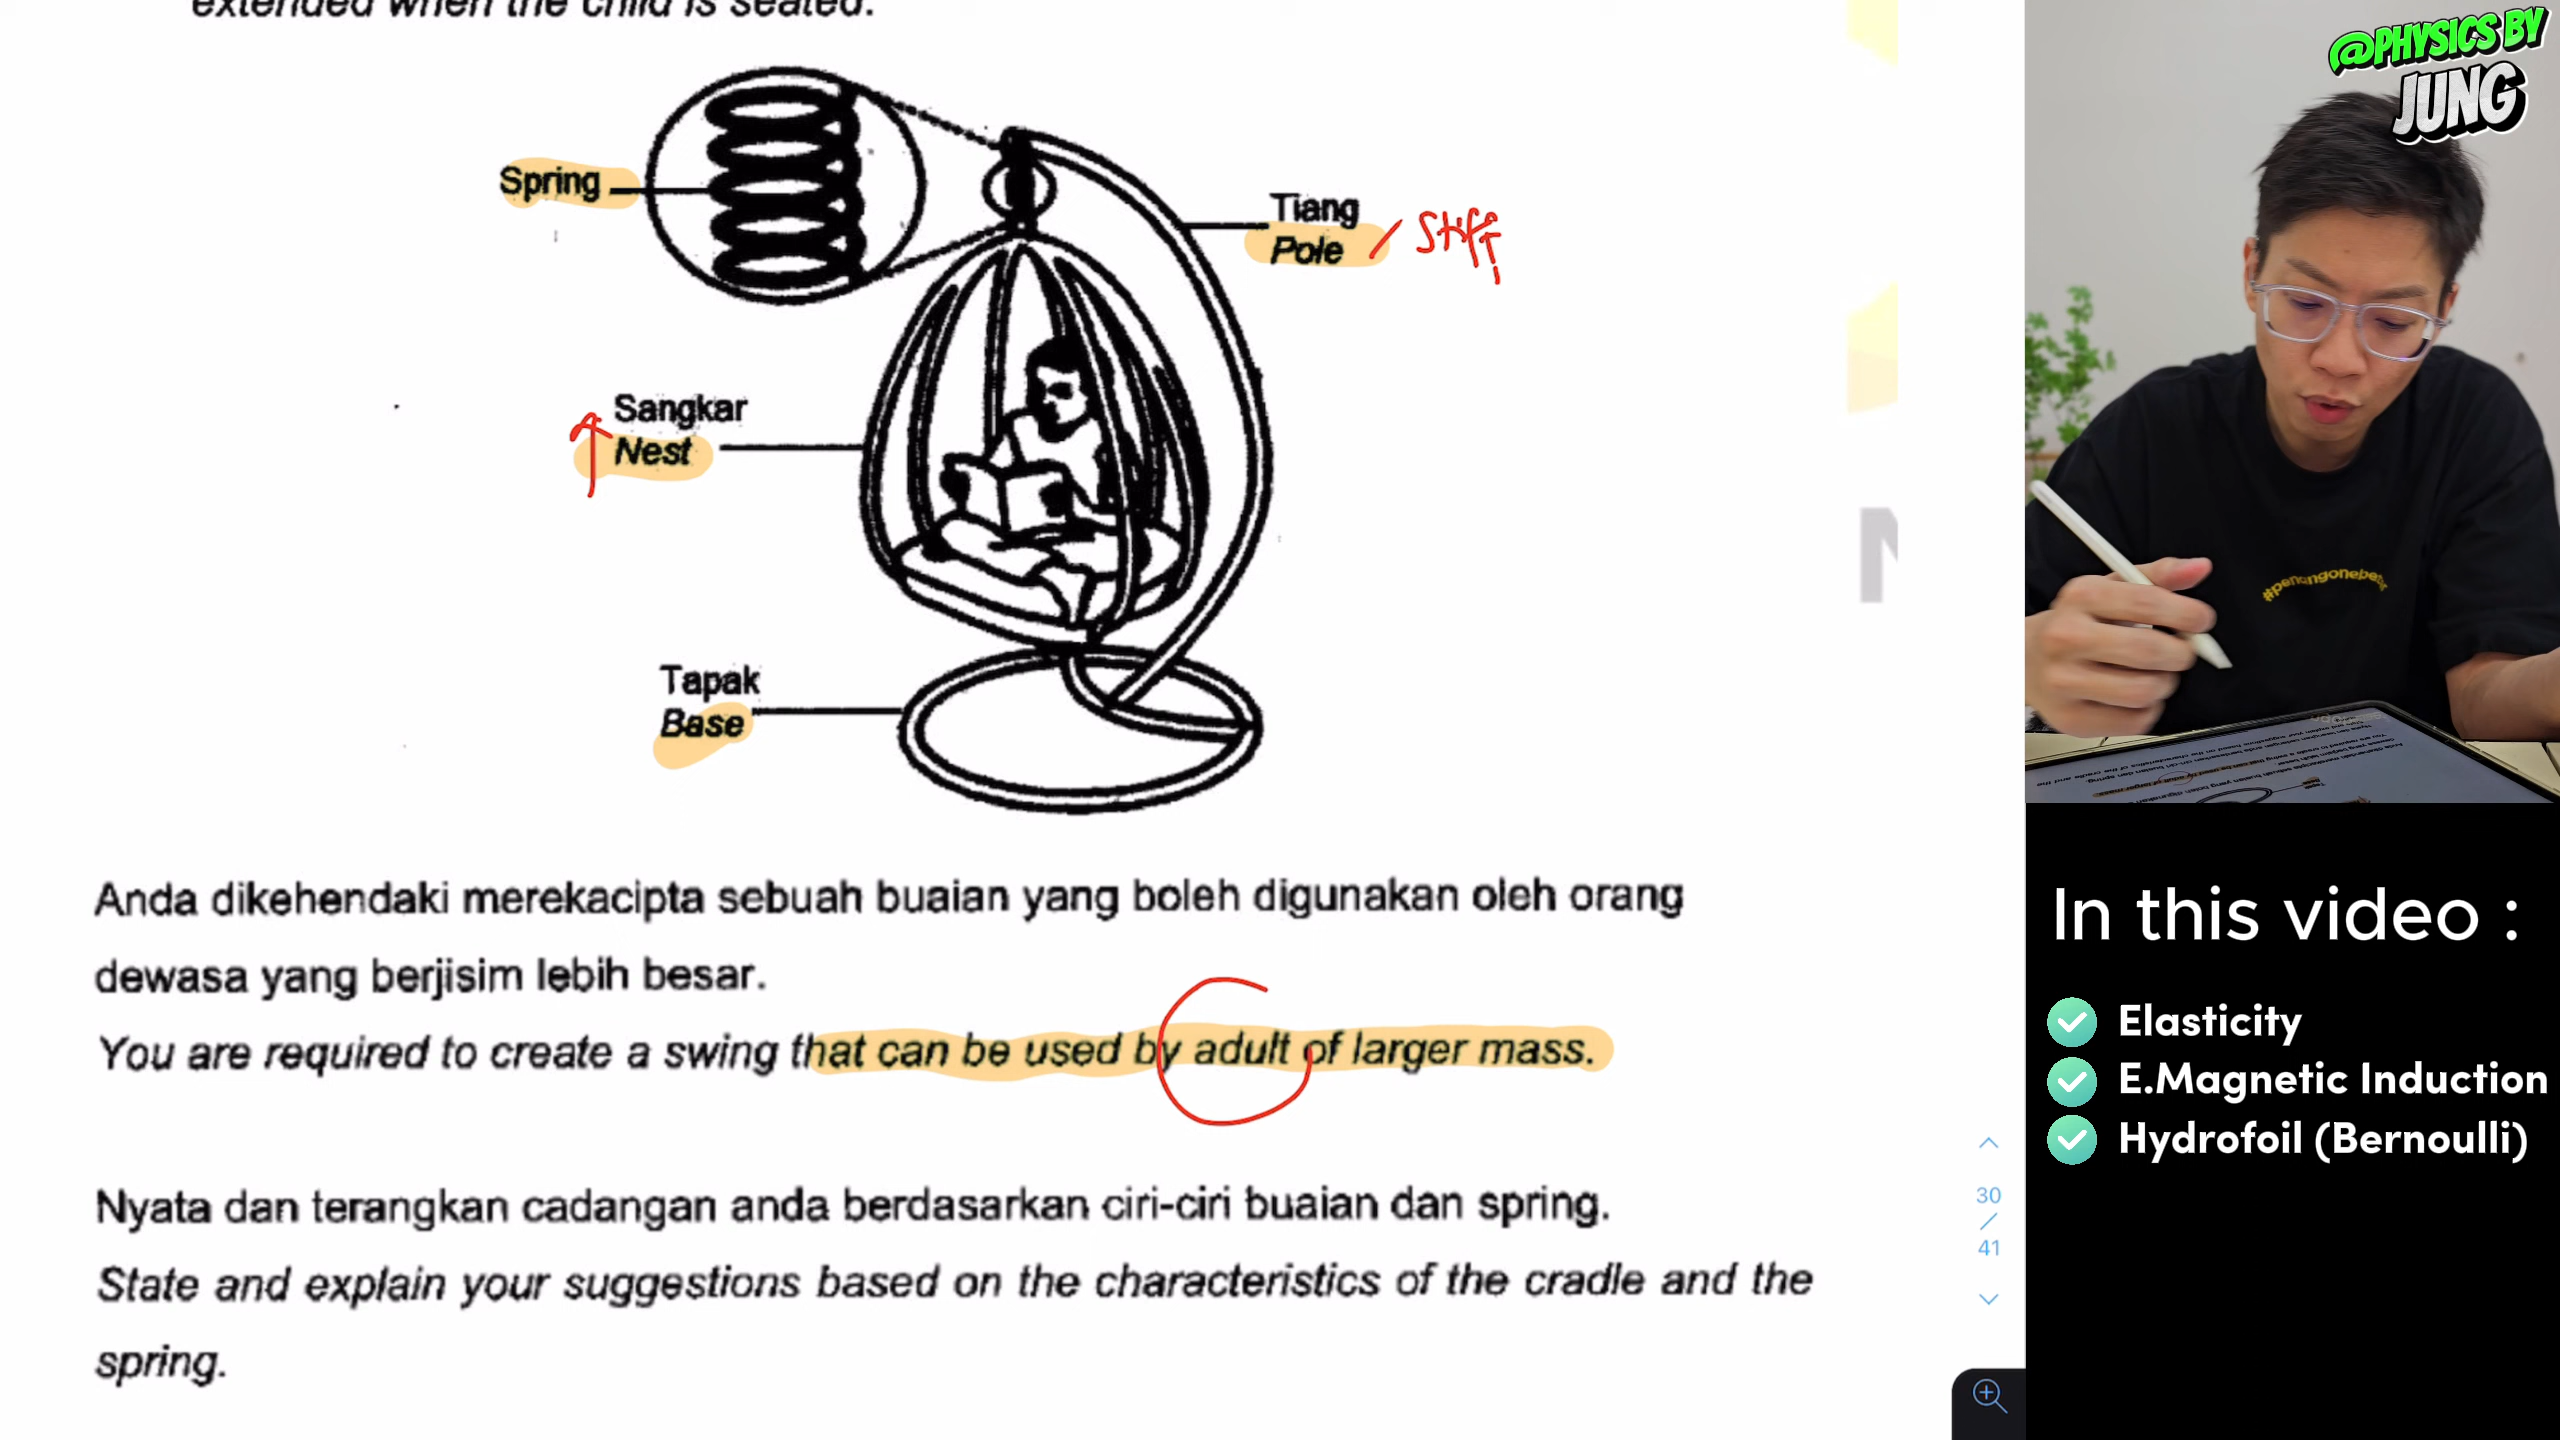 extended when the child is seated.
Spring
Tiang
Pole / Stiff
Sangkar
Nest
Tapak
Base
Anda dikehendaki merekacipta sebuah buaian yang boleh digunakan oleh orang
dewasa yang berjisim lebih besar.
You are required to create a swing that can be used by adult of larger mass.
Nyata dan terangkan cadangan anda berdasarkan ciri-ciri buaian dan spring.
State and explain your suggestions based on the characteristics of the cradle and the
spring.
N
30
/
41
@PHYSICS BY
JUNG
In this video :
Elasticity
E.Magnetic Induction
Hydrofoil (Bernoulli)